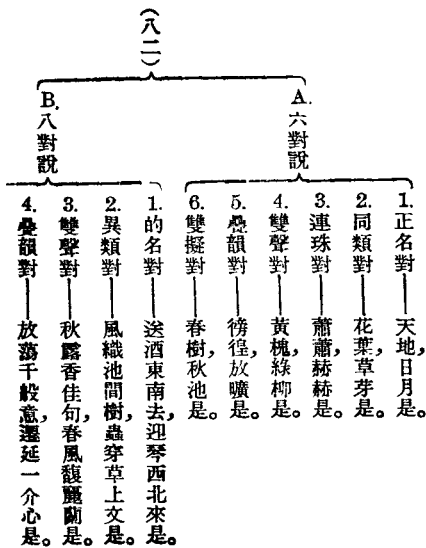 (八二)
A. 六對說
1. 正名對——天地,日月是。
2. 同類對——花葉,草芽是。
3. 連珠對——蕭蕭,赫赫是。
4. 雙聲對——黃槐,綠柳是。
5. 疊韻對——徬徨,放曠是。
6. 雙擬對——春樹,秋池是。
B. 八對說
1. 的名對——送酒東南去,迎琴西北來是。
2. 異類對——風織池間樹,蟲穿草上文是。
3. 雙聲對——秋露香佳句,春風馥麗蘭是。
4. 疊韻對——放蕩千般意,遷延一介心是。